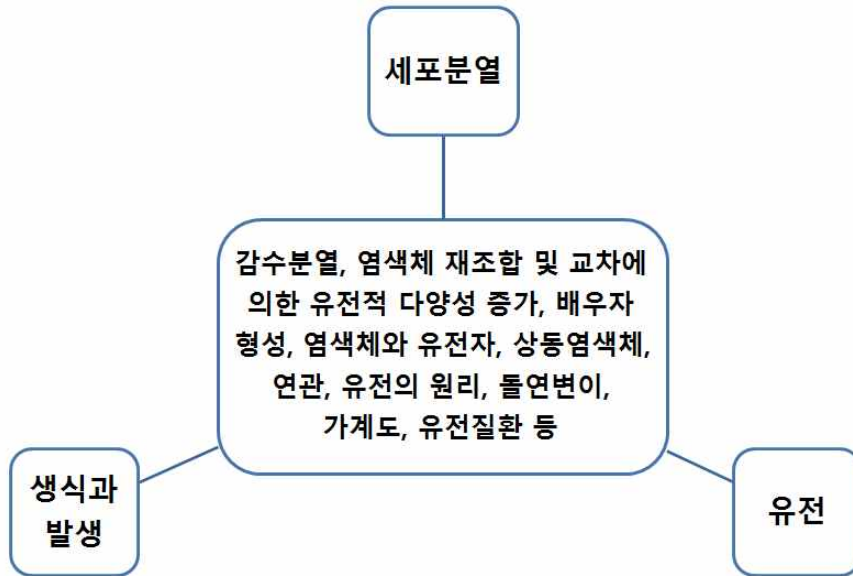 세포분열
감수분열, 염색체 재조합 및 교차에
의한 유전적 다양성 증가, 배우자
형성, 염색체와 유전자, 상동염색체,
연관, 유전의 원리, 돌연변이,
가계도, 유전질환 등
생식과
발생
유전